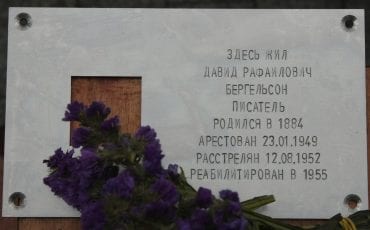 ЗДЕСЬ ЖИЛ
ДАВИД РАФАИЛОВИЧ
БЕРГЕЛЬСОН
ПИСАТЕЛЬ
РОДИЛСЯ В 1884
АРЕСТОВАН 23.01.1949
РАССТРЕЛЯН 12.08.1952
РЕАБИЛИТИРОВАН В 1955